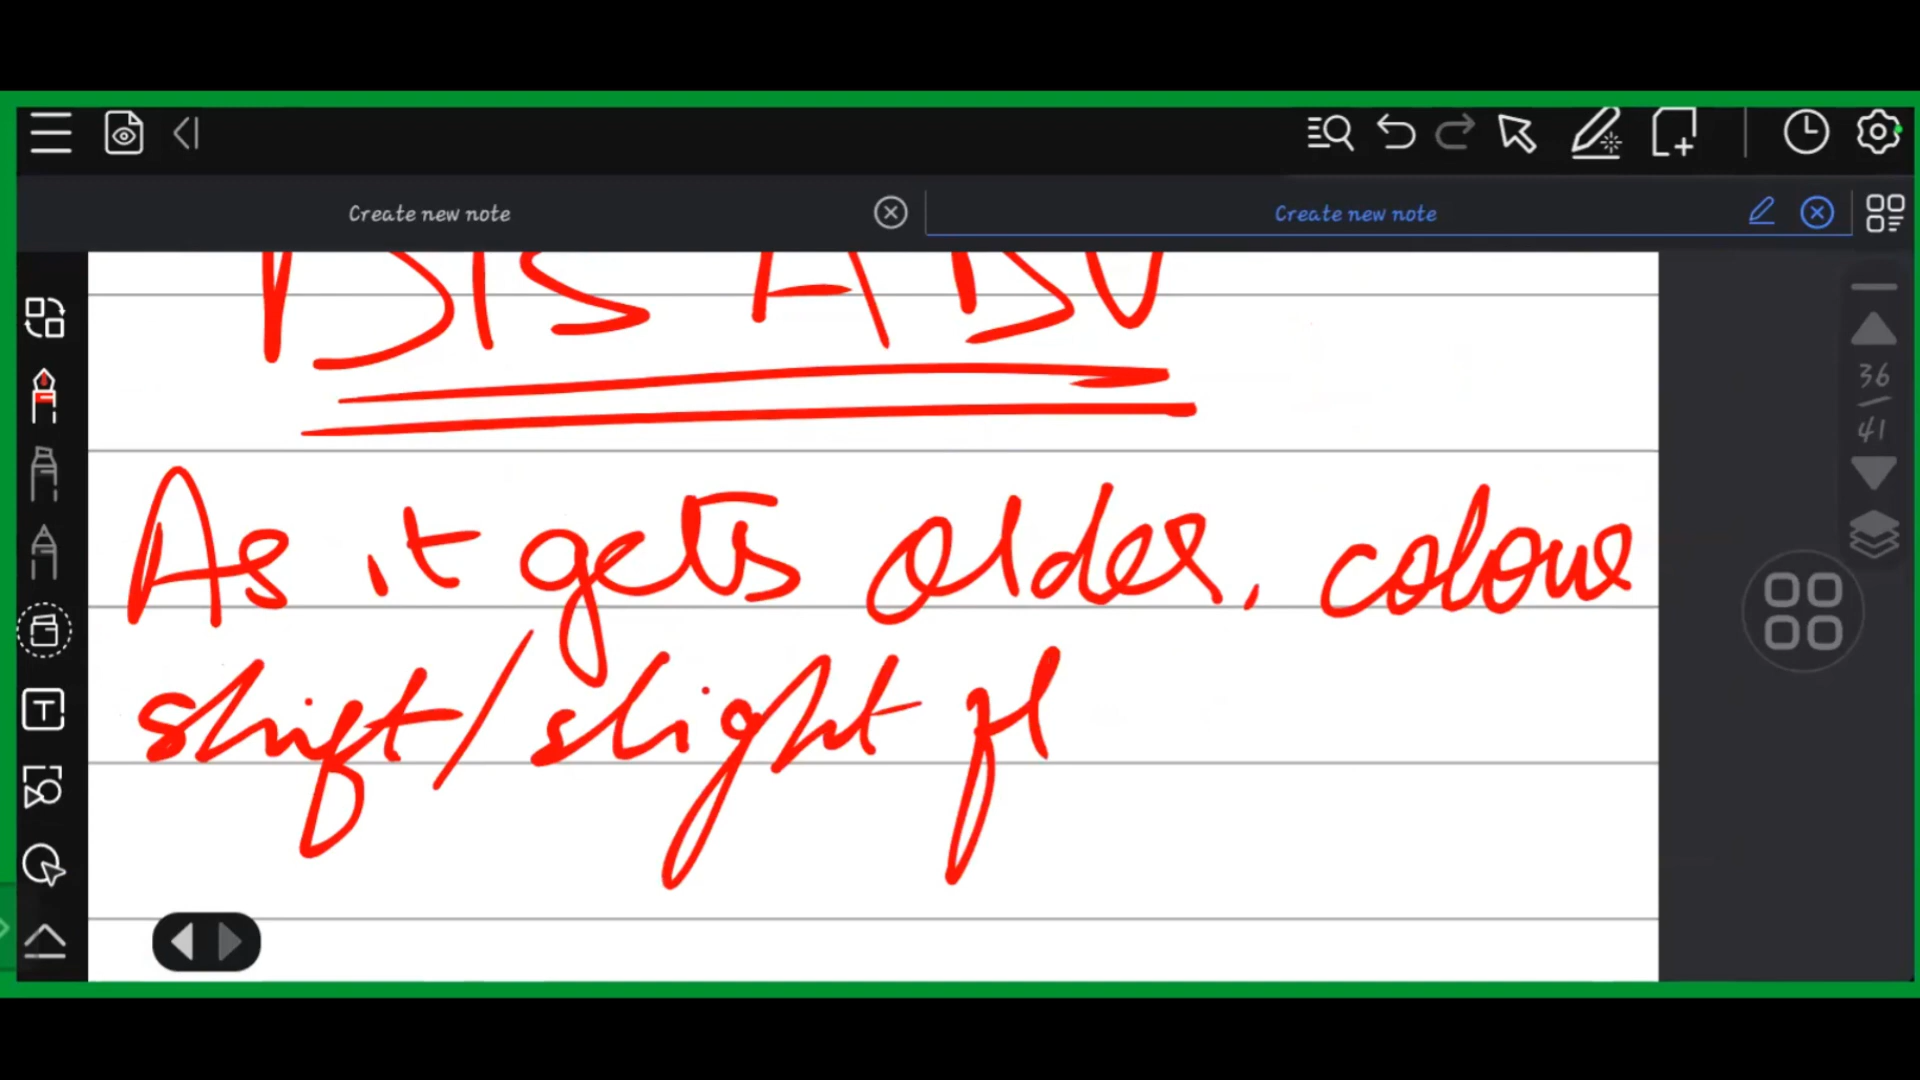 Create new note
Create new note
36
41
As it gets older, colour
shift/slight
T